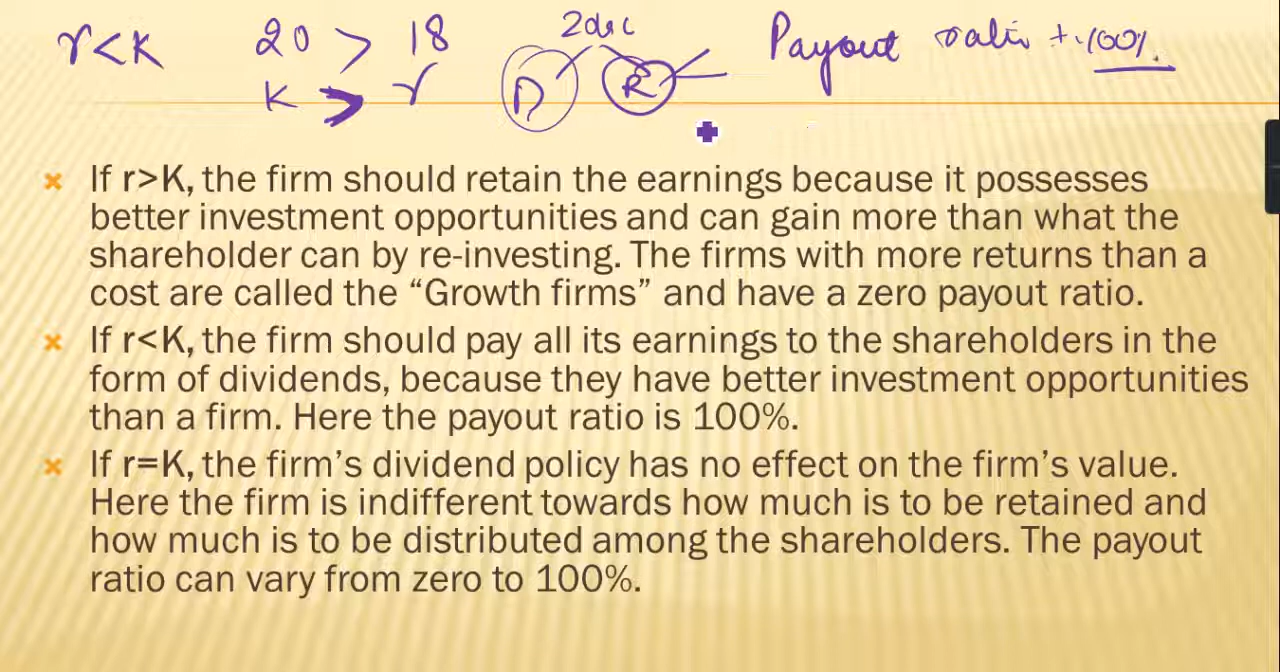 r<K 20 > 18 2 Payout ratio 100%.
K > r D R
If r>K, the firm should retain the earnings because it possesses
better investment opportunities and can gain more than what the
shareholder can by re-investing. The firms with more returns than a
cost are called the “Growth firms” and have a zero payout ratio.
If r<K, the firm should pay all its earnings to the shareholders in the
form of dividends, because they have better investment opportunities
than a firm. Here the payout ratio is 100%.
If r=K, the firm’s dividend policy has no effect on the firm’s value.
Here the firm is indifferent towards how much is to be retained and
how much is to be distributed among the shareholders. The payout
ratio can vary from zero to 100%.